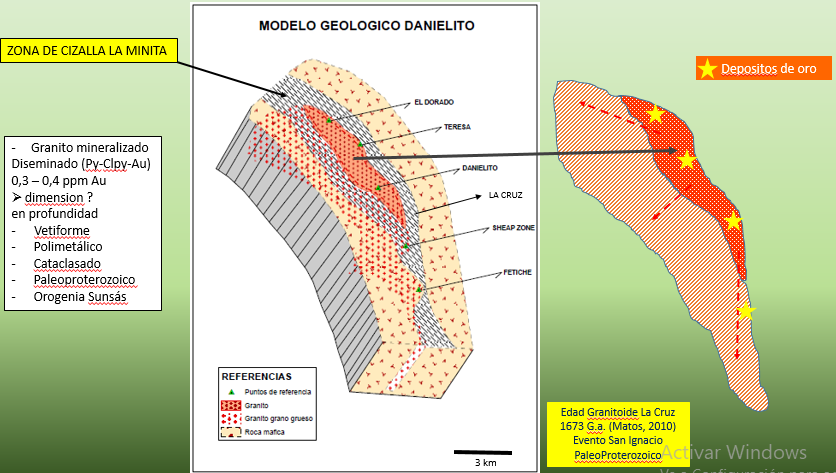 MODELO GEOLOGICO DANIELITO
ZONA DE CIZALLA LA MINITA
Depositos de oro
EL DORADO
TERESA
DANIELITO
LA CRUZ
SHEAP ZONE
FETICHE
- Granito mineralizado
Diseminado (Py-Clpy-Au)
0,3 – 0,4 ppm Au
➢ dimension ?
en profundidad
- Vetiforme
- Polimetálico
- Cataclasado
- Paleoproterozoico
- Orogenia Sunsás
REFERENCIAS
Puntos de referencia
Granito
Granito grano grueso
Roca mafica
3 km
Edad Granitoide La Cruz
1673 G.a. (Matos, 2010)
Evento San Ignacio
PaleoProterozoico
Activar Windows